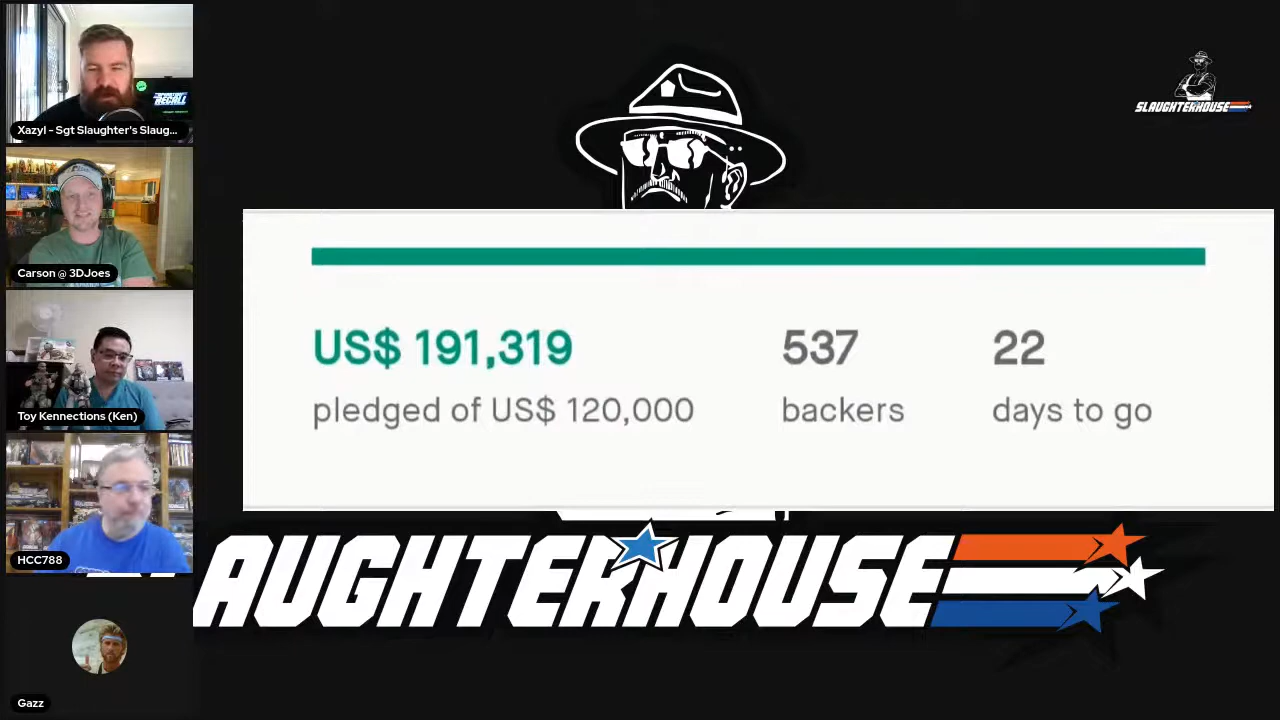 Xazyl - Sgt Slaughter's Slaug...
Carson @ 3DJoes
Toy Kennections (Ken)
HCC788
Gazz
SLAUGHTERHOUSE
US$ 191,319
pledged of US$ 120,000
537
backers
22
days to go
AUGHTERHOUSE